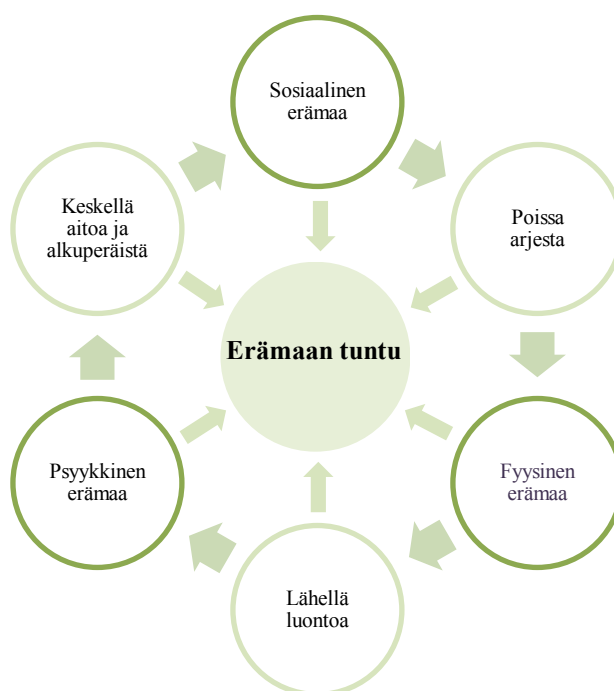 Sosiaalinen
erämaa
Poissa
arjesta
Fyysinen
erämaa
Lähellä
luontoa
Psyykkinen
erämaa
Keskellä
aitoa ja
alkuperäistä
Erämaan tuntu